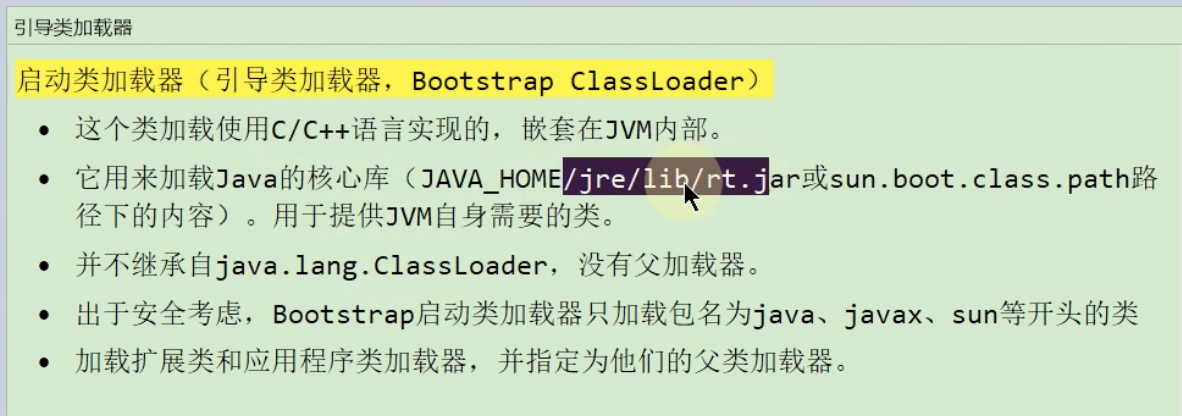 引导类加载器
启动类加载器（引导类加载器，Bootstrap ClassLoader）
• 这个类加载使用C/C++语言实现的，嵌套在JVM内部。
• 它用来加载Java的核心库（JAVA_HOME/jre/lib/rt.jar或sun.boot.class.path路
径下的内容）。用于提供JVM自身需要的类。
• 并不继承自java.lang.ClassLoader，没有父加载器。
• 出于安全考虑，Bootstrap启动类加载器只加载包名为java、javax、sun等开头的类
• 加载扩展类和应用程序类加载器，并指定为他们的父类加载器。